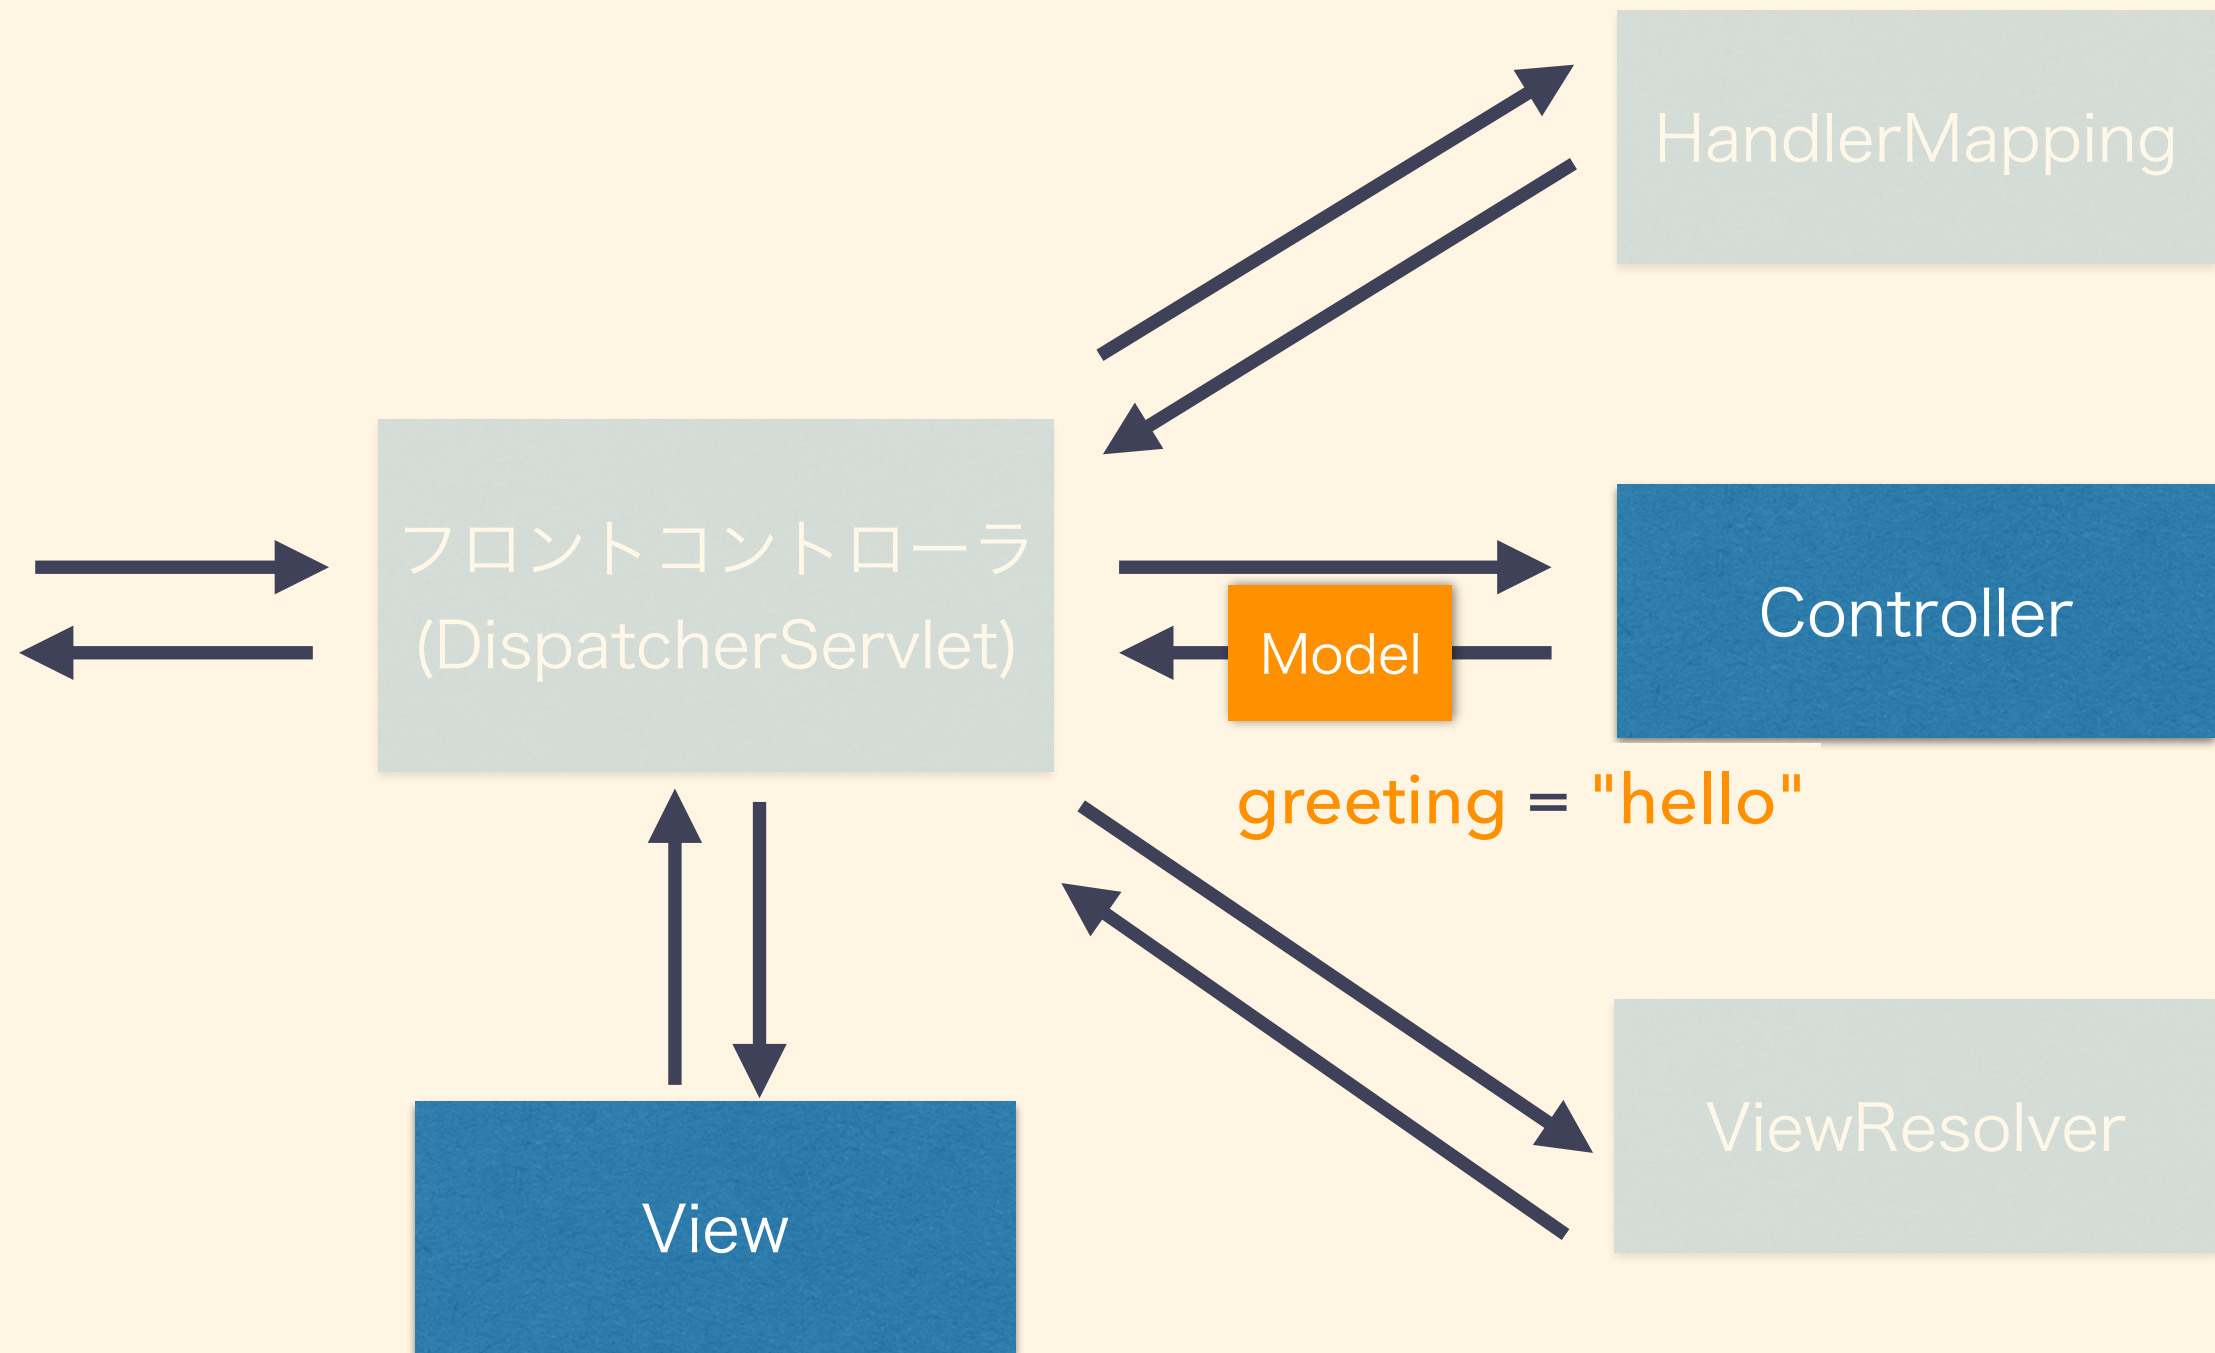 HandlerMapping
フロントコントローラ
(DispatcherServlet)
Controller
Model
greeting = "hello"
ViewResolver
View